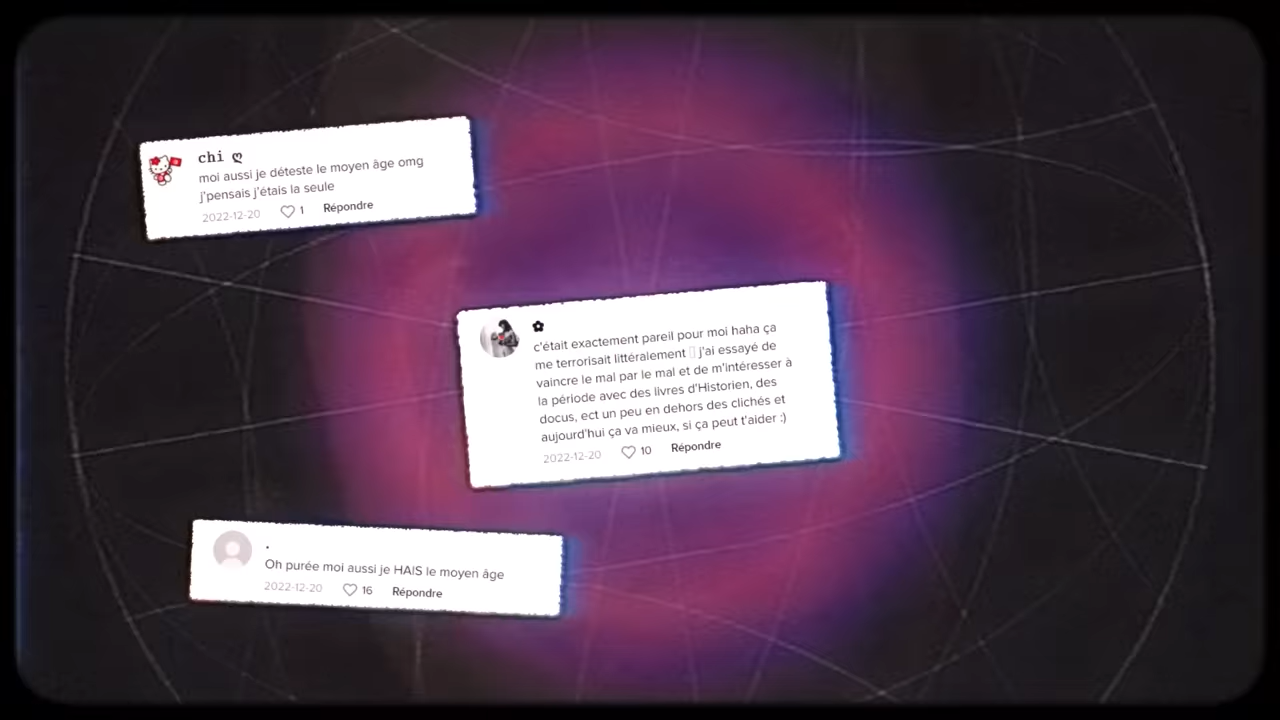 chi ღ
moi aussi je déteste le moyen âge omg
j'pensais j'étais la seule
2022-12-20 1 Répondre
✿
c'était exactement pareil pour moi haha ça
me terrorisait littéralement j'ai essayé de
vaincre le mal par le mal et de m'intéresser à
la période avec des livres d'Historien, des
docus, ect un peu en dehors des clichés et
aujourd'hui ça va mieux, si ça peut t'aider :)
2022-12-20 10 Répondre
.
Oh purée moi aussi je HAIS le moyen âge
2022-12-20 16 Répondre